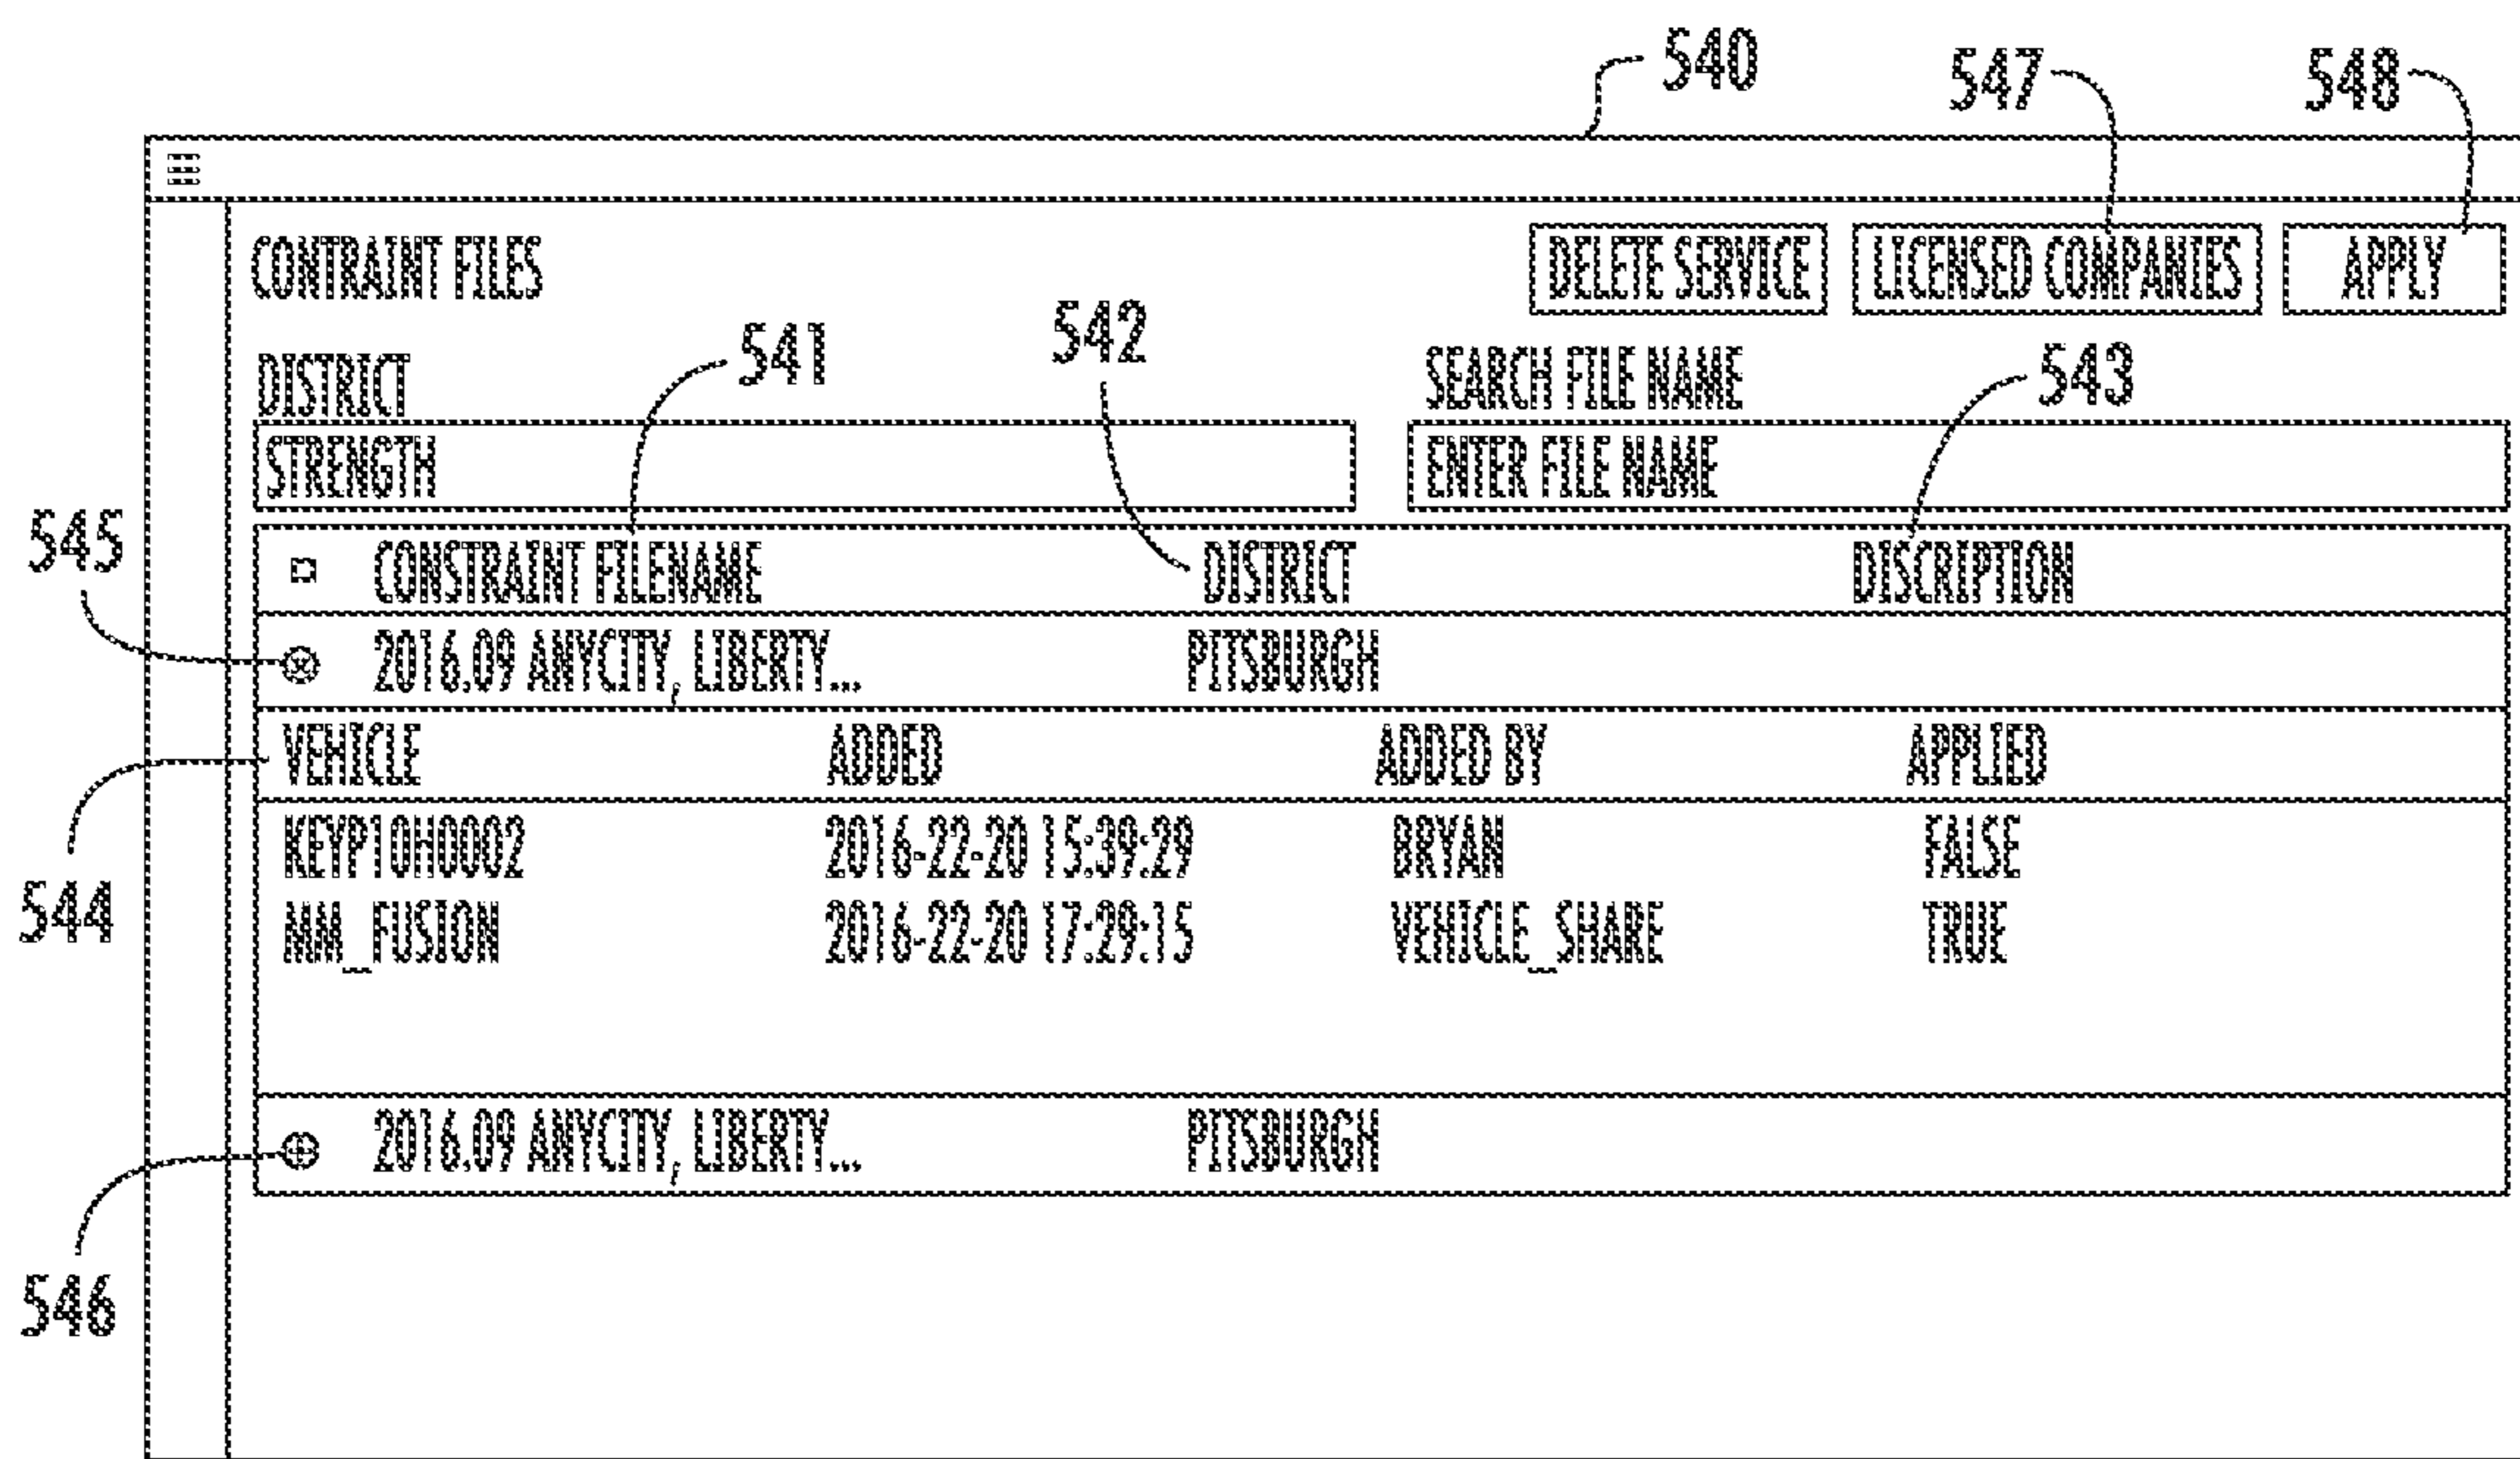 540 547 548
CONTRAINT FILES DELETE SERVICE LICENSED COMPANIES APPLY
541 542 543
DISTRICT SEARCH FILE NAME
STRENGTH ENTER FILE NAME
545
CONSTRAINT FILENAME DISTRICT DISCRIPTION
2016.09 ANYCITY, LIBERTY... PITSBURGH
VEHICLE ADDED ADDED BY APPLIED
KEYP10H0002 2016-22-20 15:39:29 BRYAN FALSE
544
MM_FUSION 2016-22-20 17:29:15 VEHICLE_SHARE TRUE
2016.09 ANYCITY, LIBERTY... PITSBURGH
546